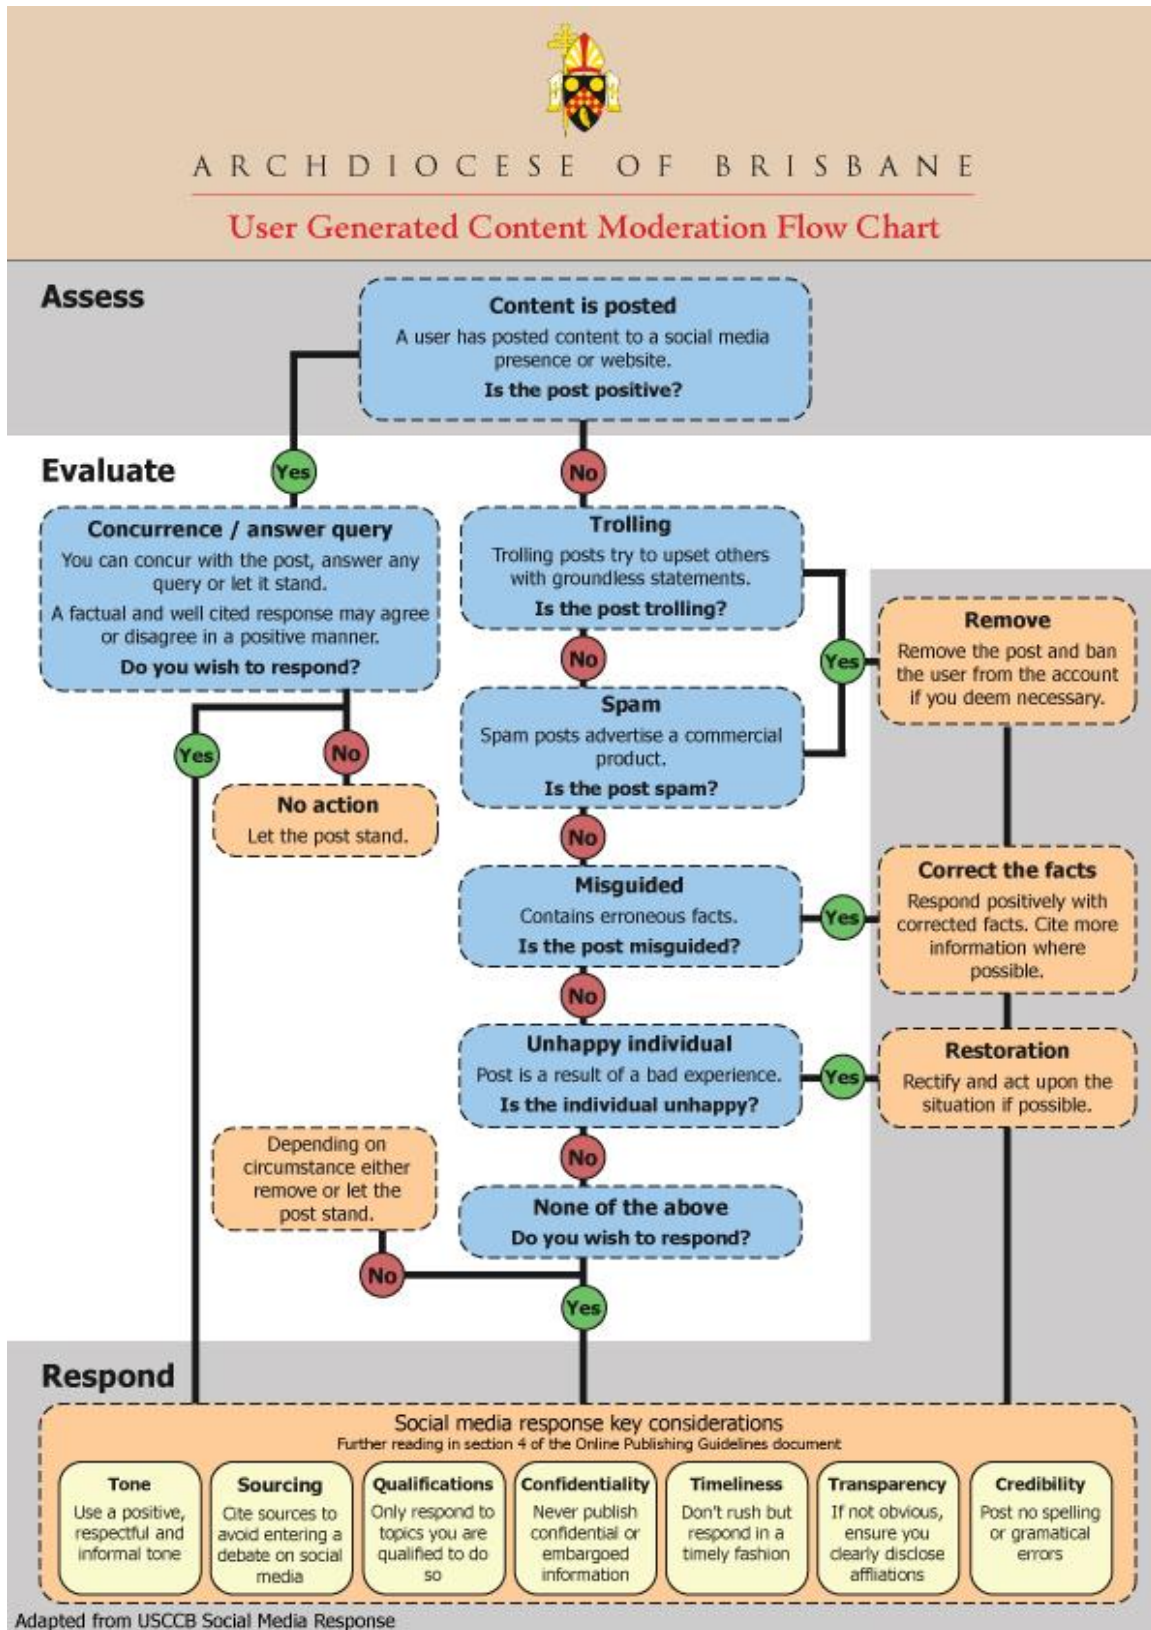 ARCHDIOCESE OF BRISBANE
User Generated Content Moderation Flow Chart
Assess
Content is posted
A user has posted content to a social media
presence or website.
Is the post positive?
Evaluate
Yes
No
Concurrence / answer query
You can concur with the post, answer any
query or let it stand.
A factual and well cited response may agree
or disagree in a positive manner.
Do you wish to respond?
Yes
No
No action
Let the post stand.
Trolling
Trolling posts try to upset others
with groundless statements.
Is the post trolling?
No
Yes
Remove
Remove the post and ban
the user from the account
if you deem necessary.
Spam
Spam posts advertise a commercial
product.
Is the post spam?
No
Misguided
Contains erroneous facts.
Is the post misguided?
Yes
Correct the facts
Respond positively with
corrected facts. Cite more
information where
possible.
No
Unhappy individual
Post is a result of a bad experience.
Is the individual unhappy?
Yes
Restoration
Rectify and act upon the
situation if possible.
No
None of the above
Do you wish to respond?
Depending on
circumstance either
remove or let the
post stand.
No
Yes
Respond
Social media response key considerations
Further reading in section 4 of the Online Publishing Guidelines document
Tone
Use a positive,
respectful and
informal tone
Sourcing
Cite sources to
avoid entering a
debate on social
media
Qualifications
Only respond to
topics you are
qualified to do
so
Confidentiality
Never publish
confidential or
embargoed
information
Timeliness
Don't rush but
respond in a
timely fashion
Transparency
If not obvious,
ensure you
clearly disclose
affliations
Credibility
Post no spelling
or gramatical
errors
Adapted from USCCB Social Media Response